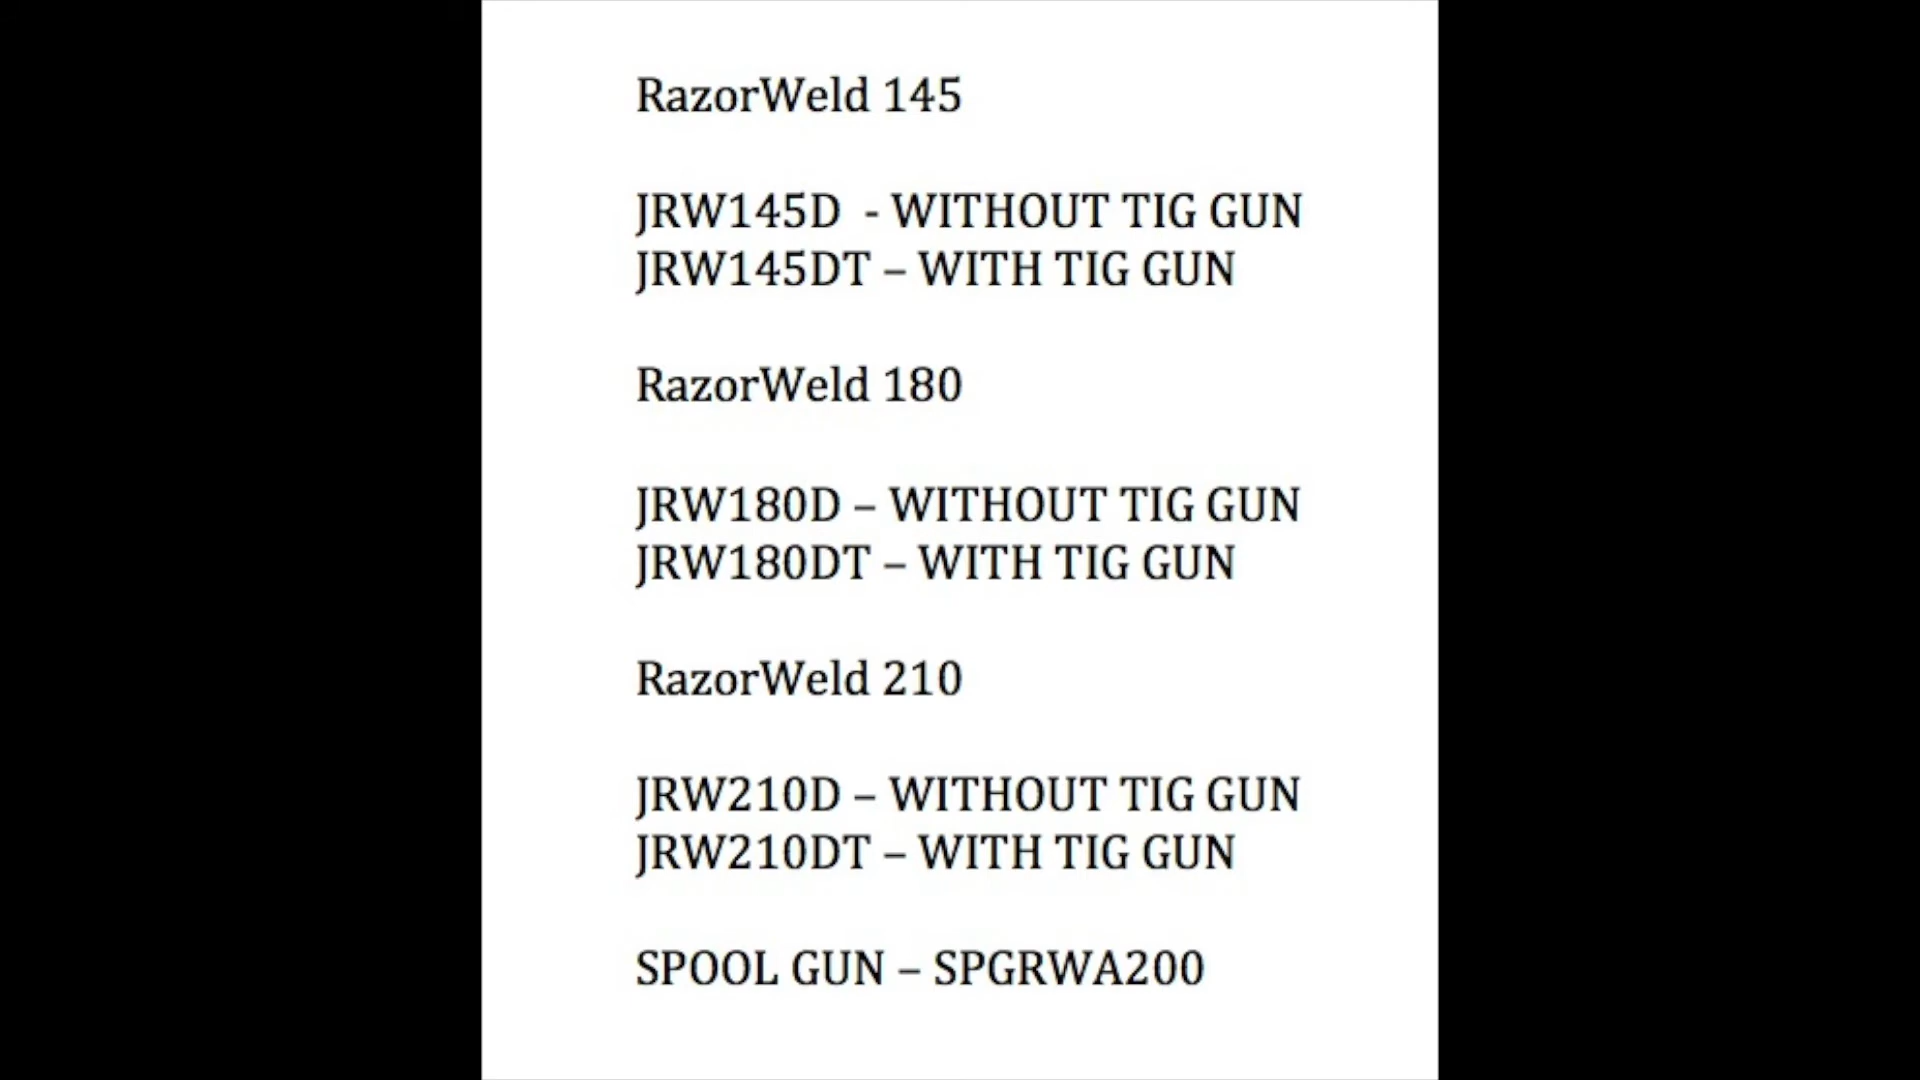 RazorWeld 145
JRW145D  - WITHOUT TIG GUN
JRW145DT – WITH TIG GUN
RazorWeld 180
JRW180D – WITHOUT TIG GUN
JRW180DT – WITH TIG GUN
RazorWeld 210
JRW210D – WITHOUT TIG GUN
JRW210DT – WITH TIG GUN
SPOOL GUN – SPGRWA200